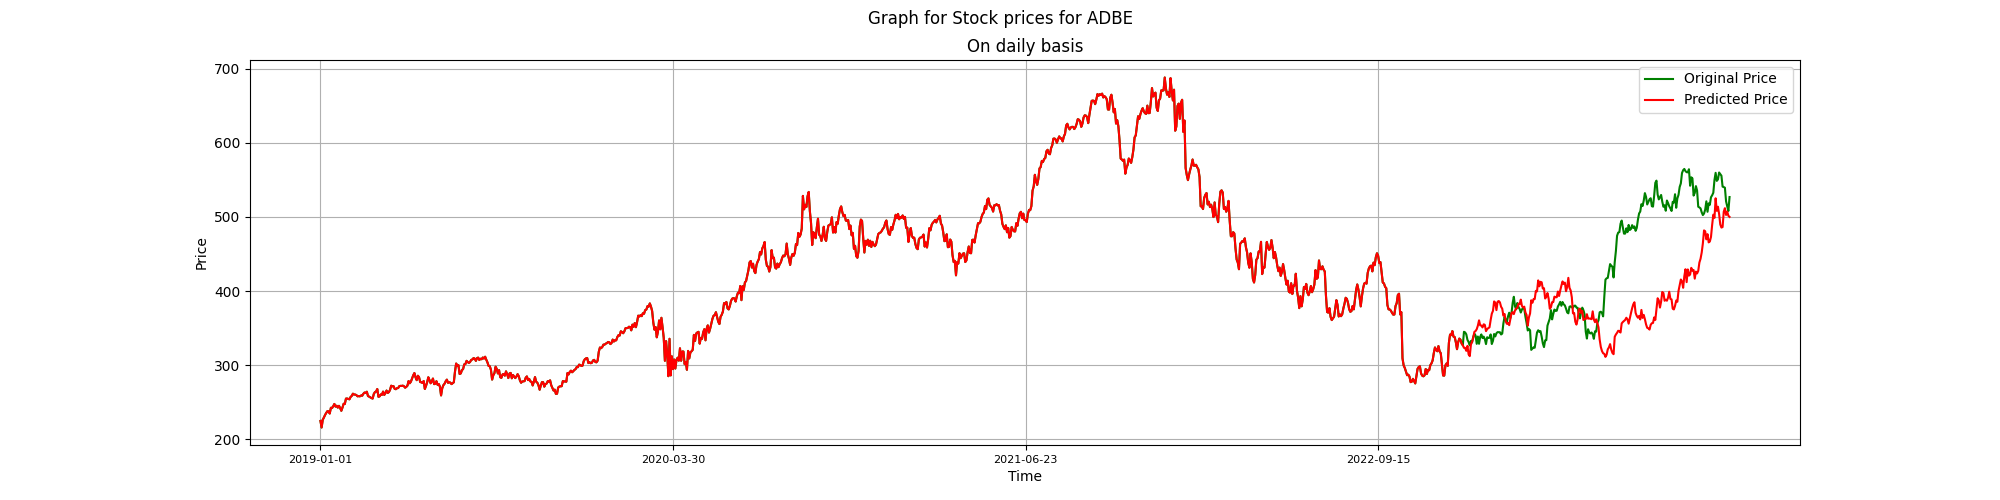 Graph for Stock prices for ADBE
On daily basis
Original Price
Predicted Price
700
600
500
400
300
200
Price
2019-01-01
2020-03-30
2021-06-23
2022-09-15
Time